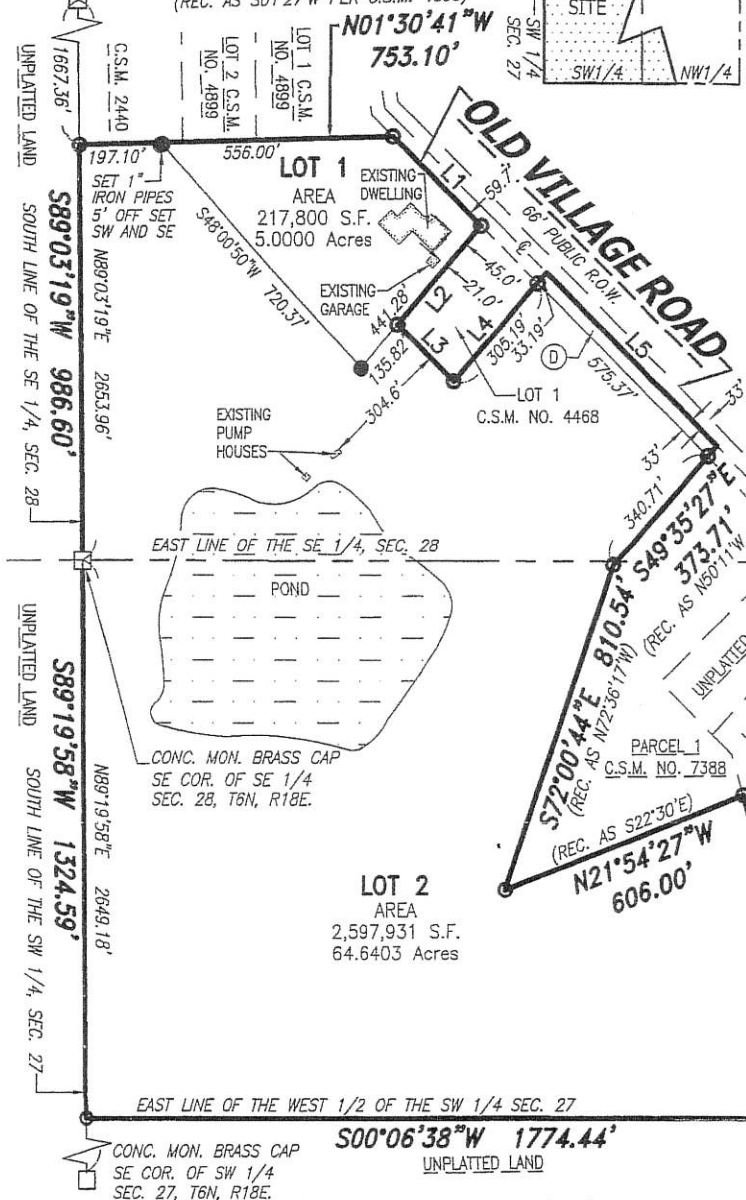 (REC. AS S01°27'W PER C.S.M. 4899)
N01°30'41"W
753.10'
SW 1/4
SEC. 27
SITE
SW1/4
NW1/4
UNPLATTED LAND
1667.36'
C.S.M. 2440
LOT 2 C.S.M.
NO. 4899
LOT 1 C.S.M.
NO. 4899
197.10'
556.00'
SET 1"
IRON PIPES
5' OFF SET
SW AND SE
LOT 1
AREA
217,800 S.F.
5.0000 Acres
EXISTING
DWELLING
EXISTING
GARAGE
S48°00'50"W 720.37'
L1
59.7'
OLD VILLAGE ROAD
66' PUBLIC R.O.W.
45.0'
21.0'
L2
441.28'
135.82'
L3
L4
305.19'
33.19'
D
575.37'
L5
33'
33'
LOT 1
C.S.M. NO. 4468
304.6'
EXISTING
PUMP
HOUSES
S89°03'19"W 986.60'
SOUTH LINE OF THE SE 1/4, SEC. 28
N89°03'19"E 2653.96'
EAST LINE OF THE SE 1/4, SEC. 28
POND
340.71'
S49°35'27"E
373.71'
(REC. AS N50°11'W
UNPLATTED
S72°00'44"E 810.54'
(REC. AS N72°36'17"W)
PARCEL 1
C.S.M. NO. 7388
(REC. AS S22°30'E)
N21°54'27"W
606.00'
CONC. MON. BRASS CAP
SE COR. OF SE 1/4
SEC. 28, T6N, R18E.
UNPLATTED LAND
S89°19'58"W 1324.59'
SOUTH LINE OF THE SW 1/4, SEC. 27
N89°19'58"E 2649.18'
LOT 2
AREA
2,597,931 S.F.
64.6403 Acres
EAST LINE OF THE WEST 1/2 OF THE SW 1/4 SEC. 27
S00°06'38"W 1774.44'
UNPLATTED LAND
CONC. MON. BRASS CAP
SE COR. OF SW 1/4
SEC. 27, T6N, R18E.